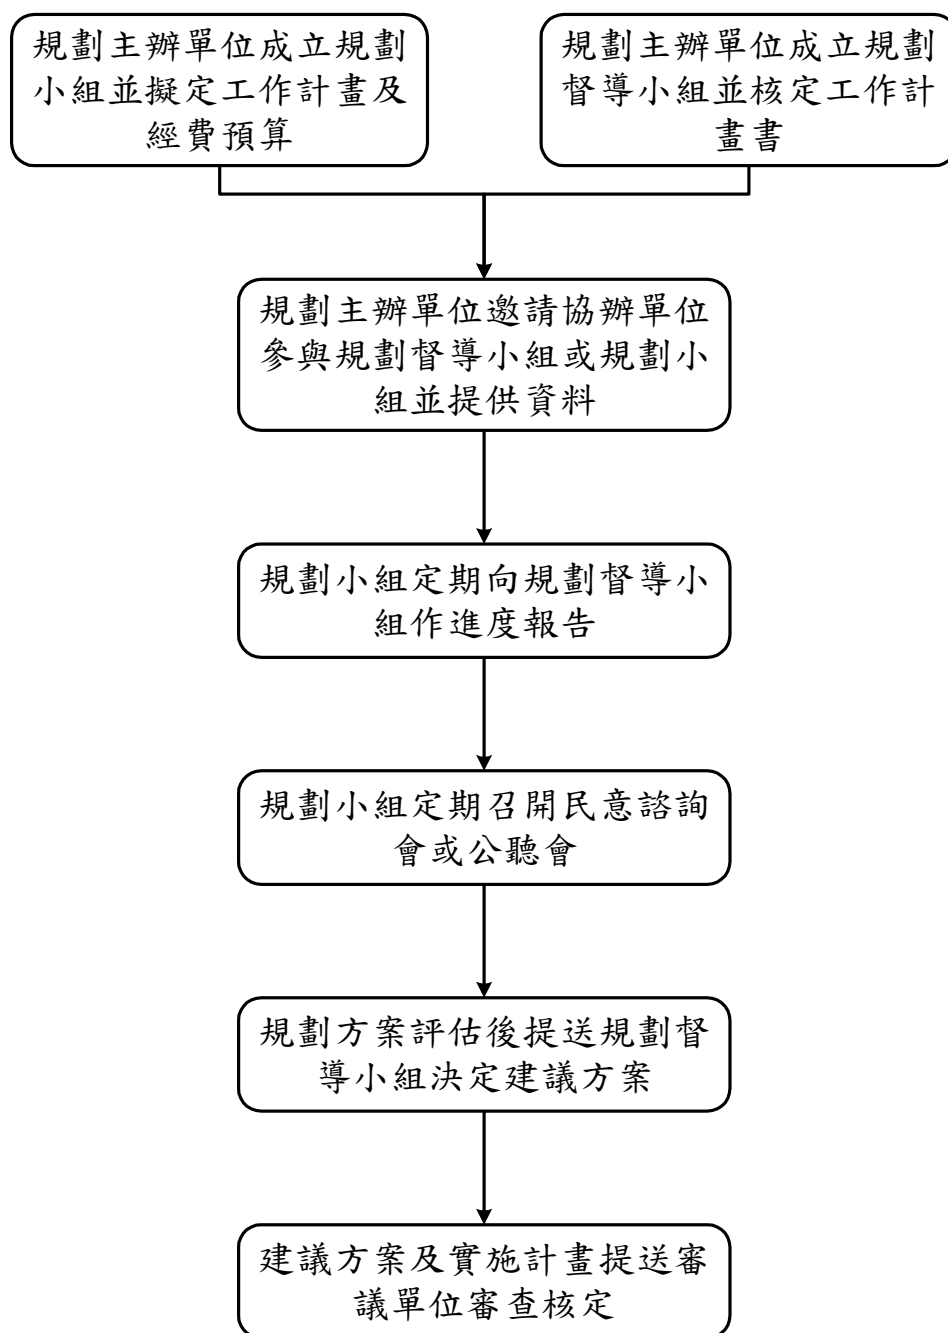 規劃主辦單位成立規劃
小組並擬定工作計畫及
經費預算
規劃主辦單位成立規劃
督導小組並核定工作計
畫書
規劃主辦單位邀請協辦單位
參與規劃督導小組或規劃小
組並提供資料
規劃小組定期向規劃督導小
組作進度報告
規劃小組定期召開民意諮詢
會或公聽會
規劃方案評估後提送規劃督
導小組決定建議方案
建議方案及實施計畫提送審
議單位審查核定